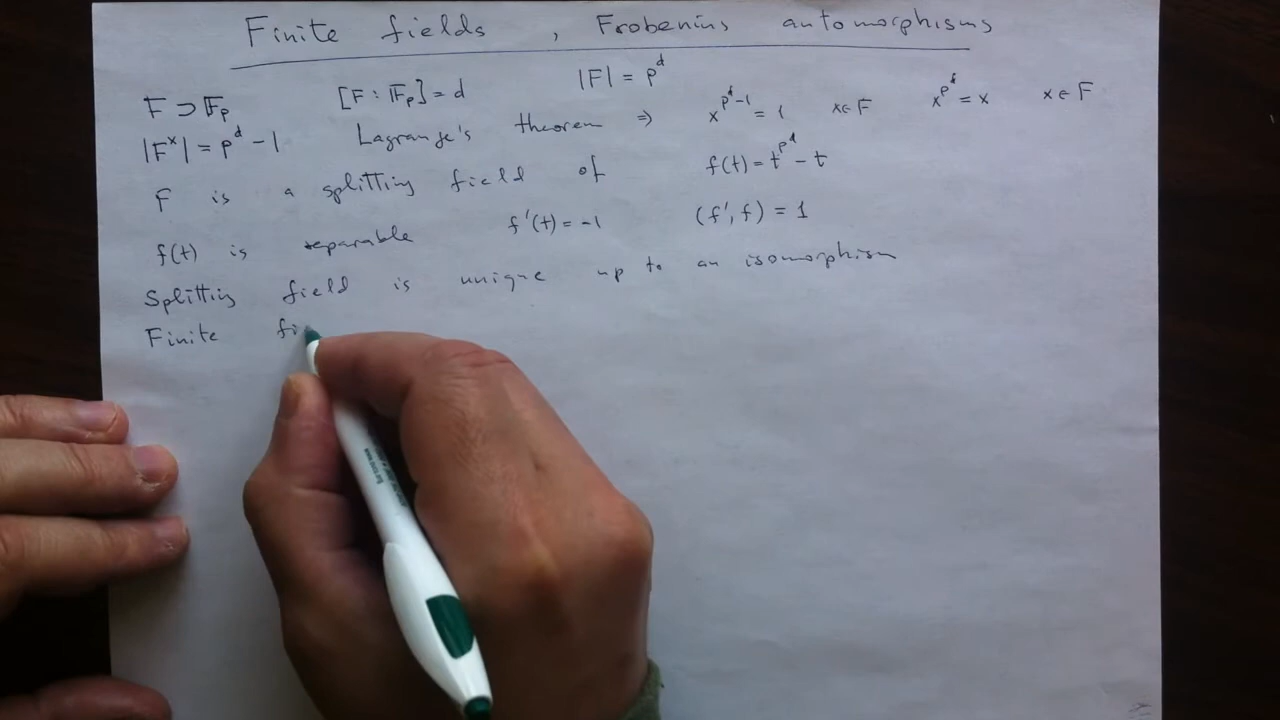 Finite fields , Frobenius automorphisms
F ⊃ 𝔽ₚ [F : 𝔽ₚ] = d |F| = p^d
|F^×| = p^d - 1 Lagrange's theorem ⇒ x^{p^d-1} = 1 x∈F x^{p^d} = x x∈F
F is a splitting field of f(t) = t^{p^d} - t
f(t) is separable f'(t) = -1 (f', f) = 1
Splitting field is unique up to an isomorphism
Finite fi